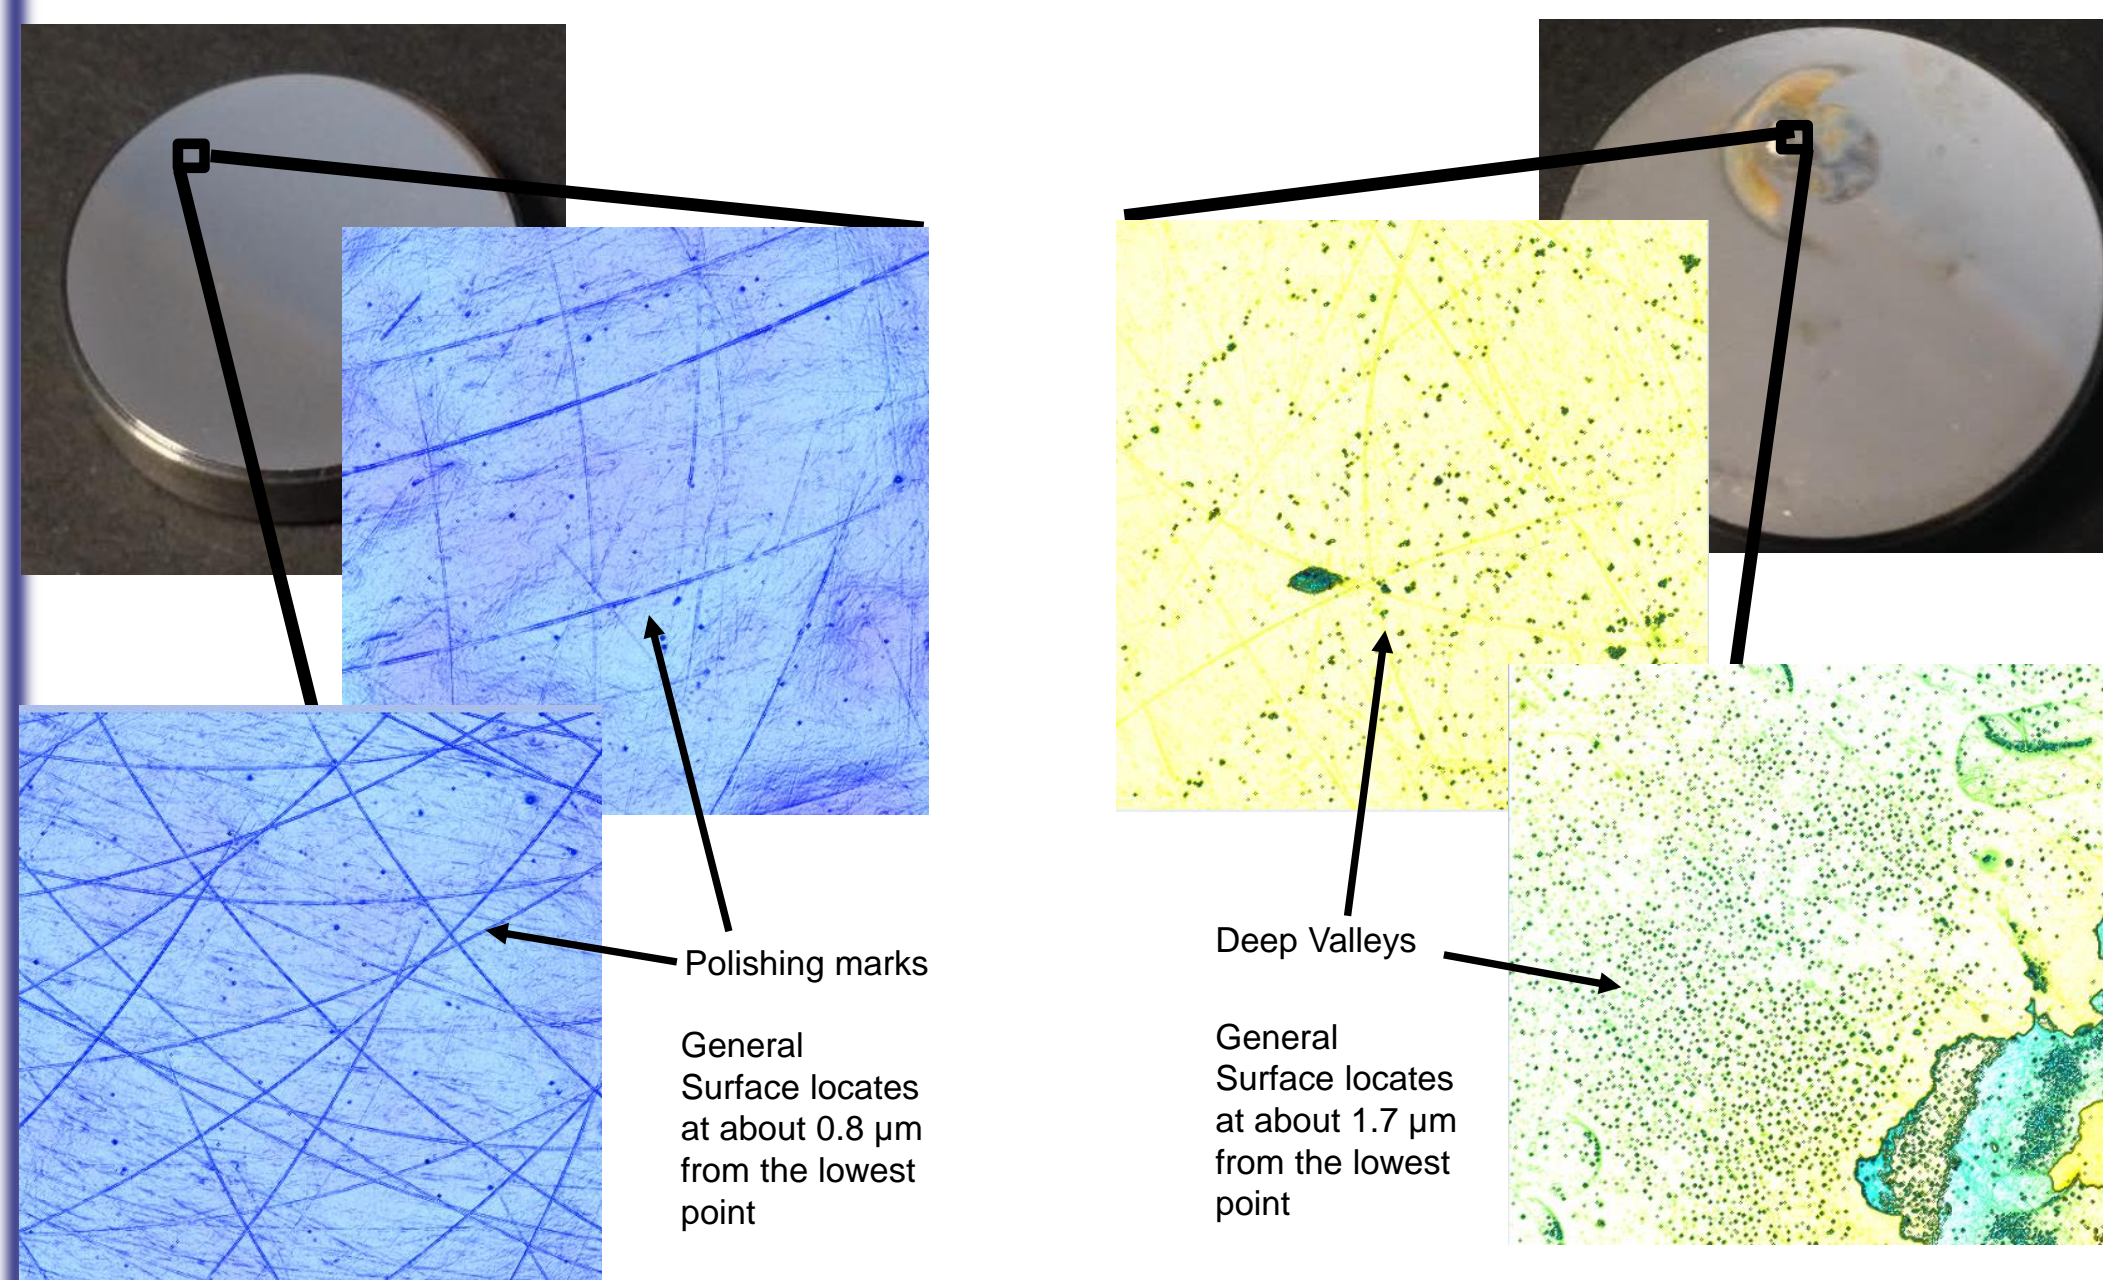 Polishing marks
General
Surface locates
at about 0.8 µm
from the lowest
point
Deep Valleys
General
Surface locates
at about 1.7 µm
from the lowest
point